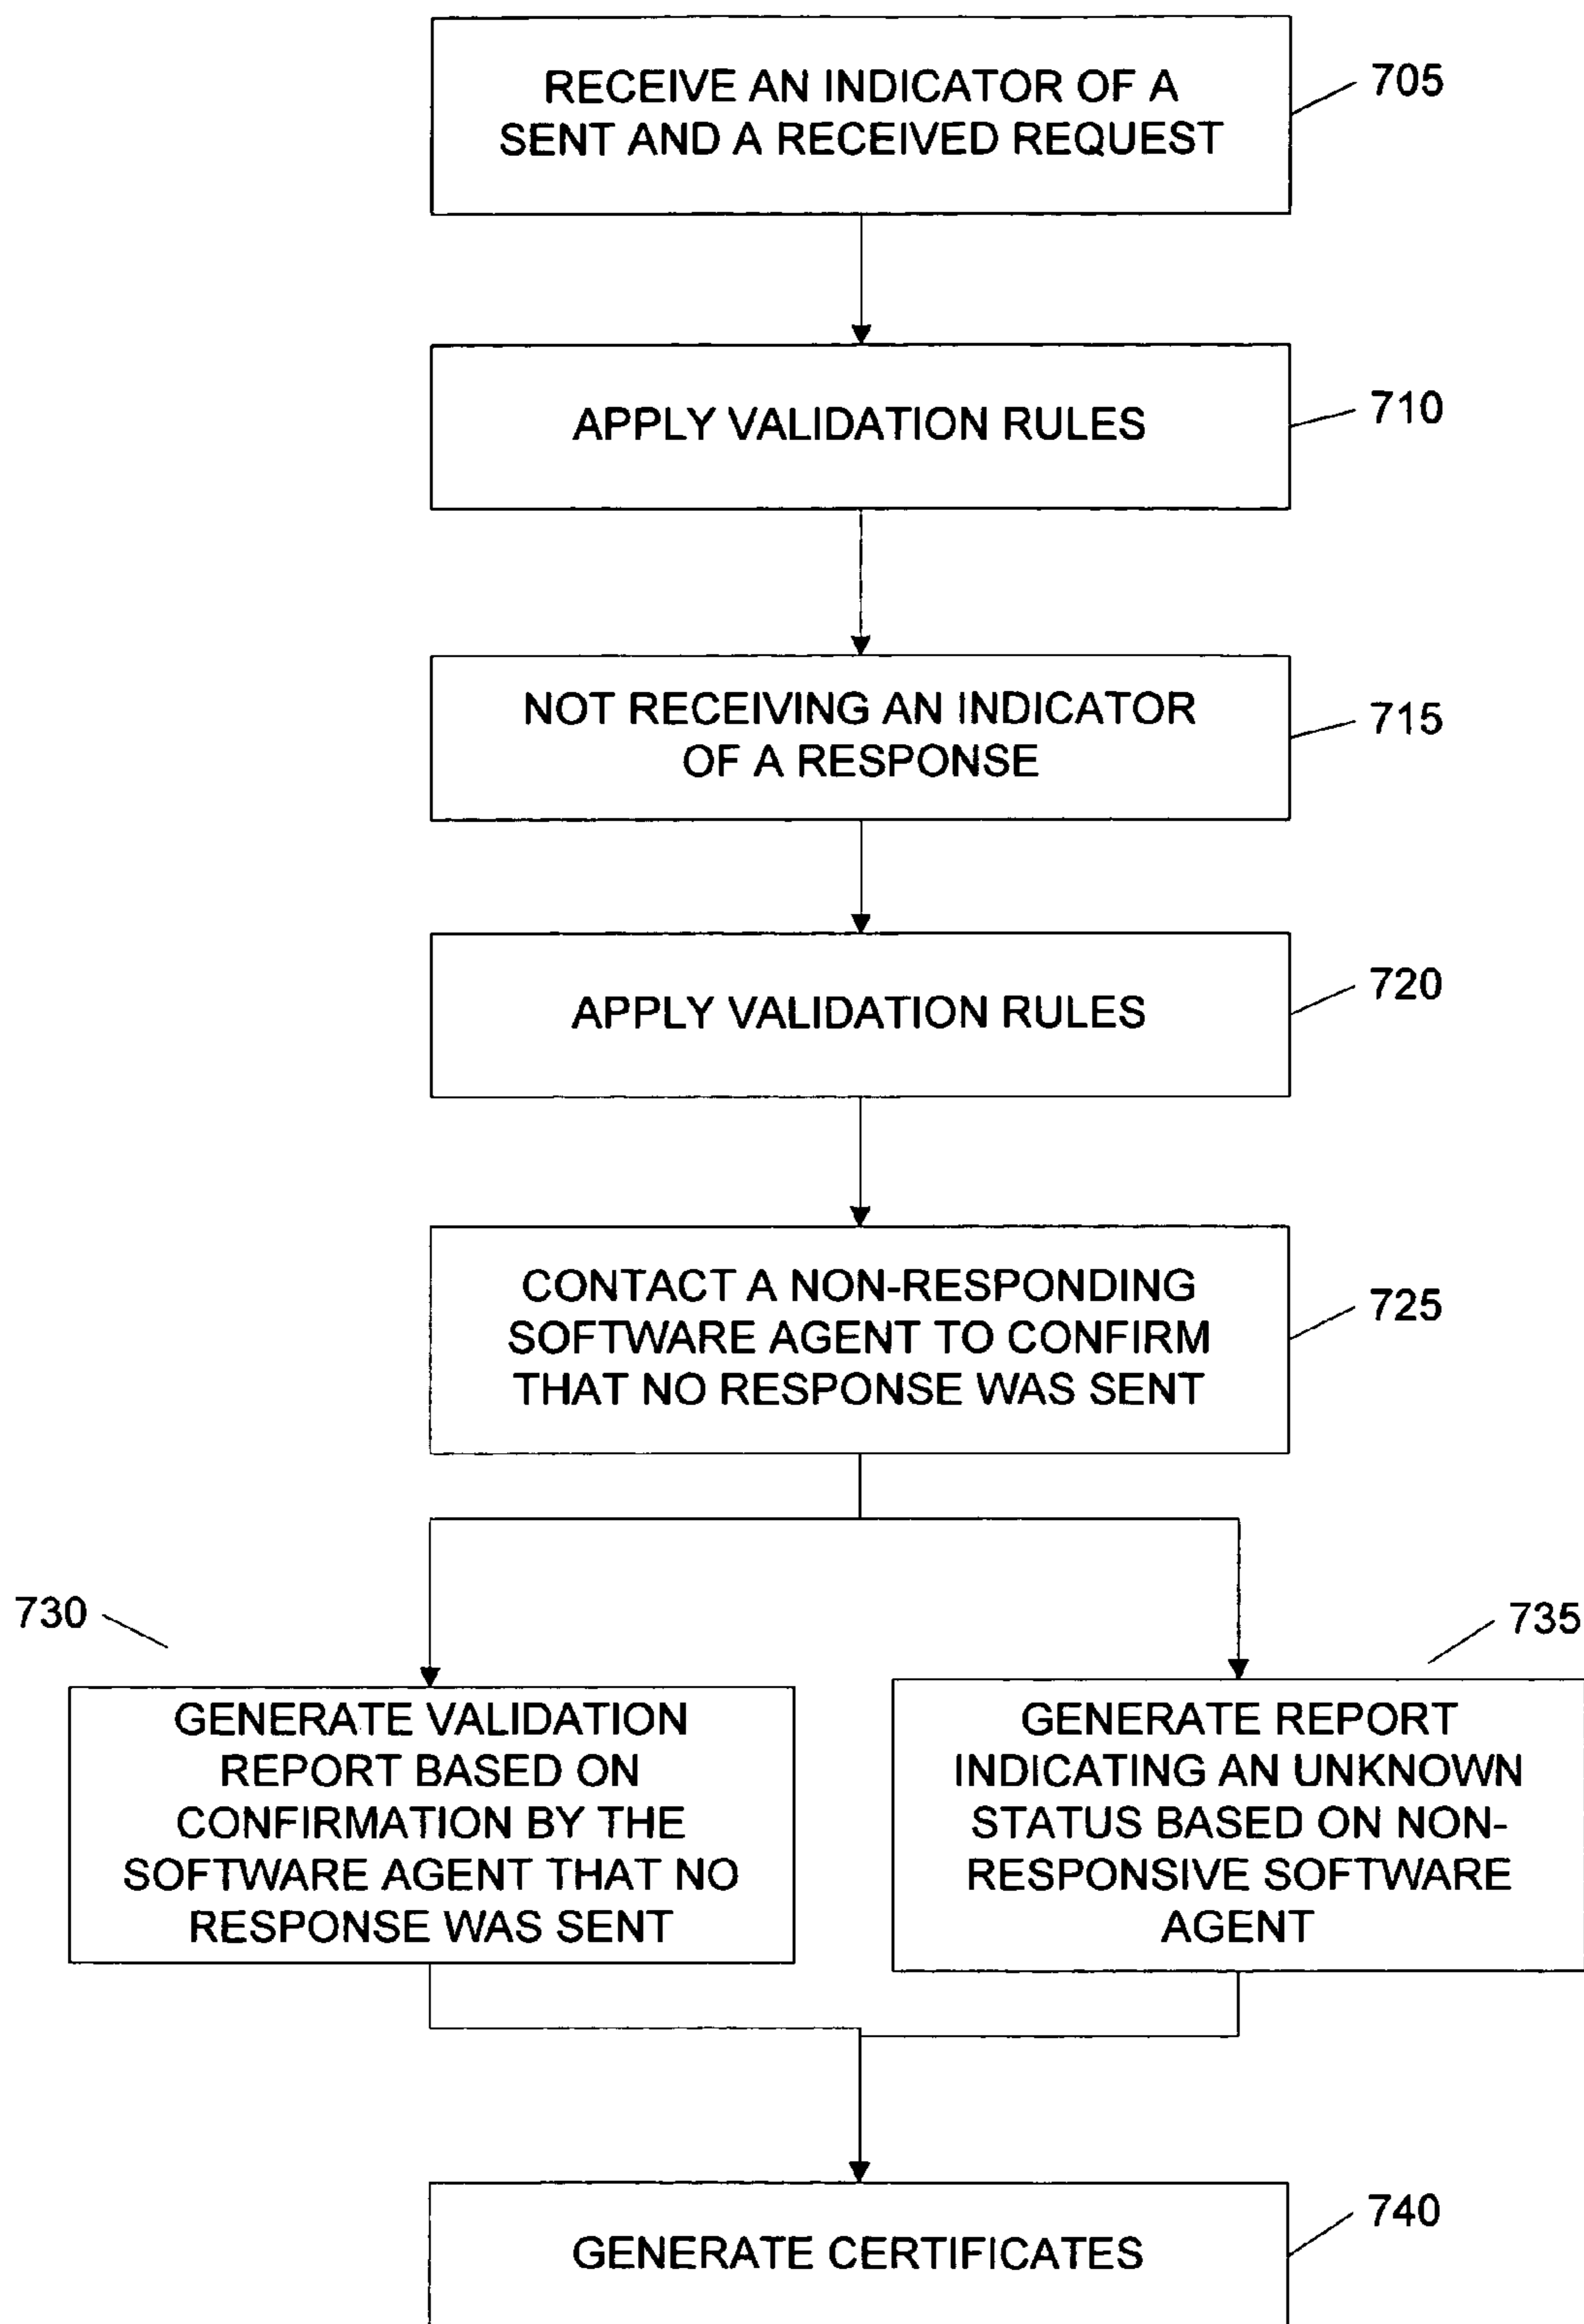 RECEIVE AN INDICATOR OF A
SENT AND A RECEIVED REQUEST
705
APPLY VALIDATION RULES
710
NOT RECEIVING AN INDICATOR
OF A RESPONSE
715
APPLY VALIDATION RULES
720
CONTACT A NON-RESPONDING
SOFTWARE AGENT TO CONFIRM
THAT NO RESPONSE WAS SENT
725
730
GENERATE VALIDATION
REPORT BASED ON
CONFIRMATION BY THE
SOFTWARE AGENT THAT NO
RESPONSE WAS SENT
735
GENERATE REPORT
INDICATING AN UNKNOWN
STATUS BASED ON NON-
RESPONSIVE SOFTWARE
AGENT
GENERATE CERTIFICATES
740